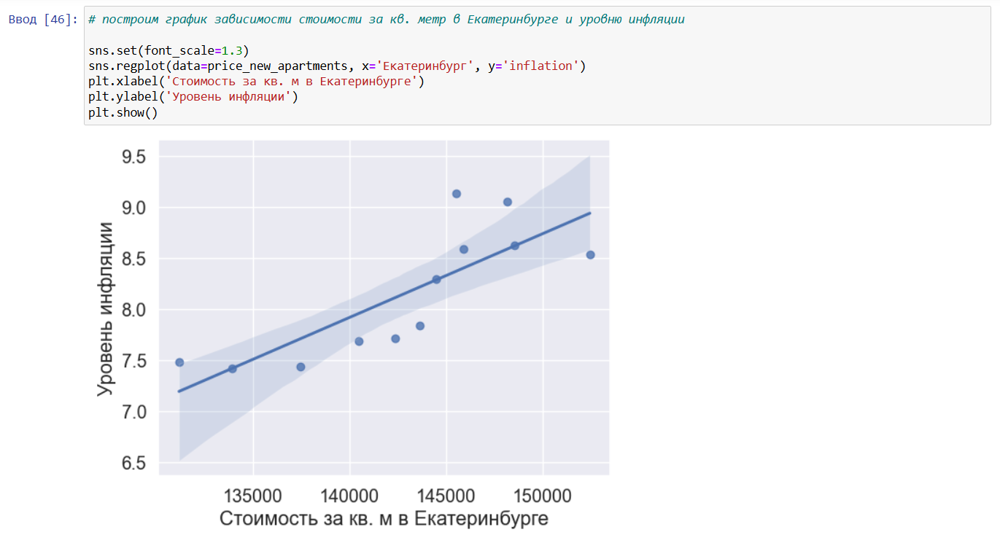 Ввод [46]: # построим график зависимости стоимости за кв. метр в Екатеринбурге и уровню инфляции
sns.set(font_scale=1.3)
sns.regplot(data=price_new_apartments, x='Екатеринбург', y='inflation')
plt.xlabel('Стоимость за кв. м в Екатеринбурге')
plt.ylabel('Уровень инфляции')
plt.show()
9.5
9.0
8.5
8.0
7.5
7.0
6.5
Уровень инфляции
135000 140000 145000 150000
Стоимость за кв. м в Екатеринбурге